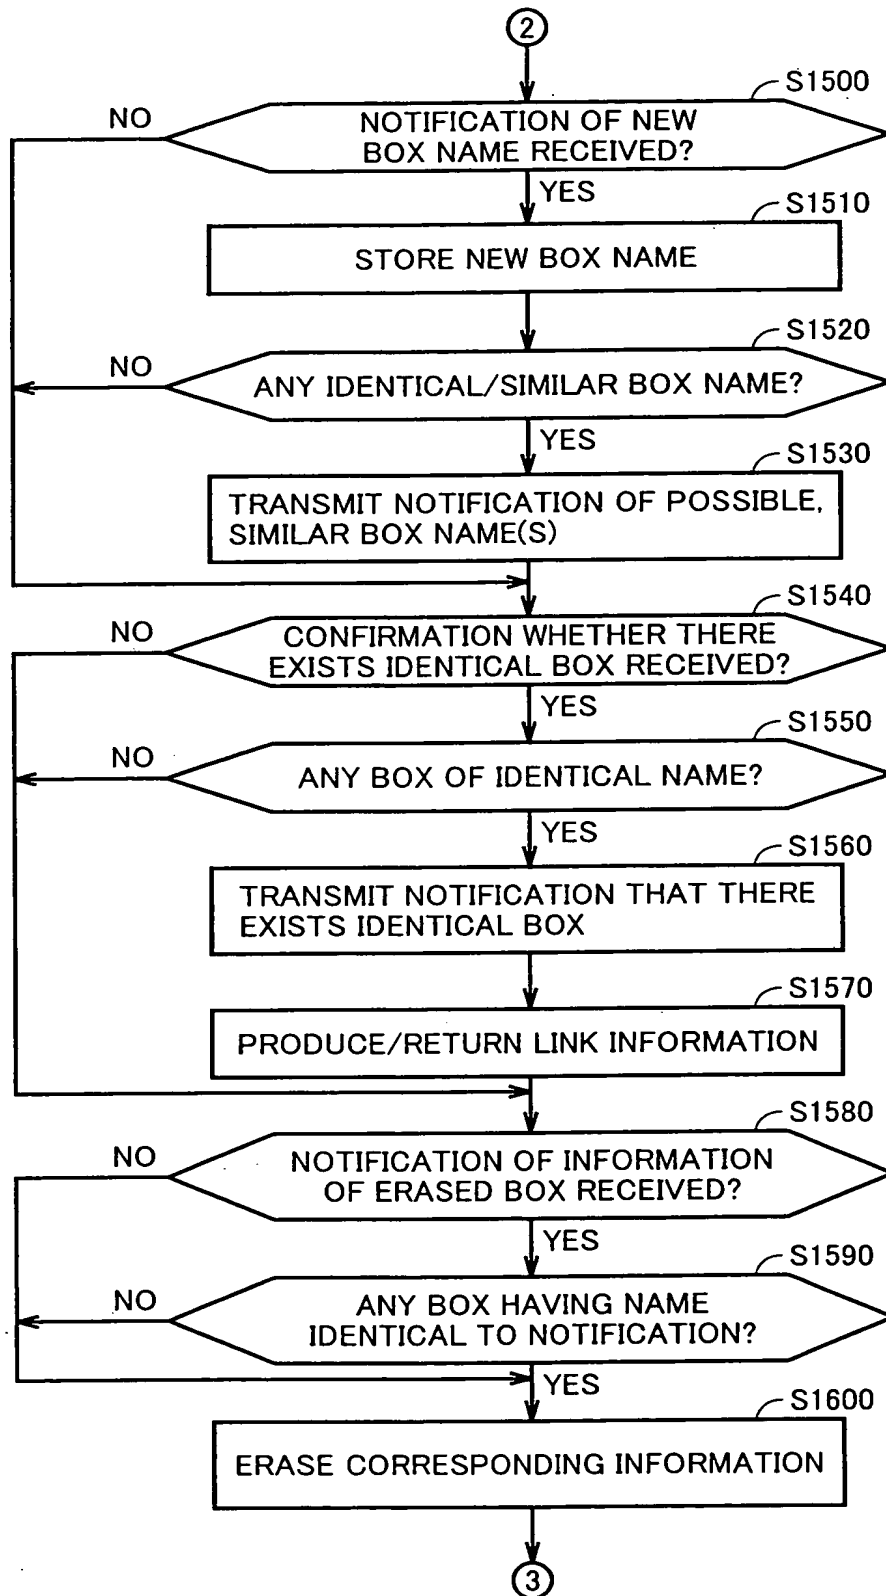 2
S1500
NO
NOTIFICATION OF NEW
BOX NAME RECEIVED?
YES
S1510
STORE NEW BOX NAME
S1520
NO
ANY IDENTICAL/SIMILAR BOX NAME?
YES
S1530
TRANSMIT NOTIFICATION OF POSSIBLE,
SIMILAR BOX NAME(S)
S1540
NO
CONFIRMATION WHETHER THERE
EXISTS IDENTICAL BOX RECEIVED?
YES
S1550
NO
ANY BOX OF IDENTICAL NAME?
YES
S1560
TRANSMIT NOTIFICATION THAT THERE
EXISTS IDENTICAL BOX
S1570
PRODUCE/RETURN LINK INFORMATION
S1580
NO
NOTIFICATION OF INFORMATION
OF ERASED BOX RECEIVED?
YES
S1590
NO
ANY BOX HAVING NAME
IDENTICAL TO NOTIFICATION?
YES
S1600
ERASE CORRESPONDING INFORMATION
3